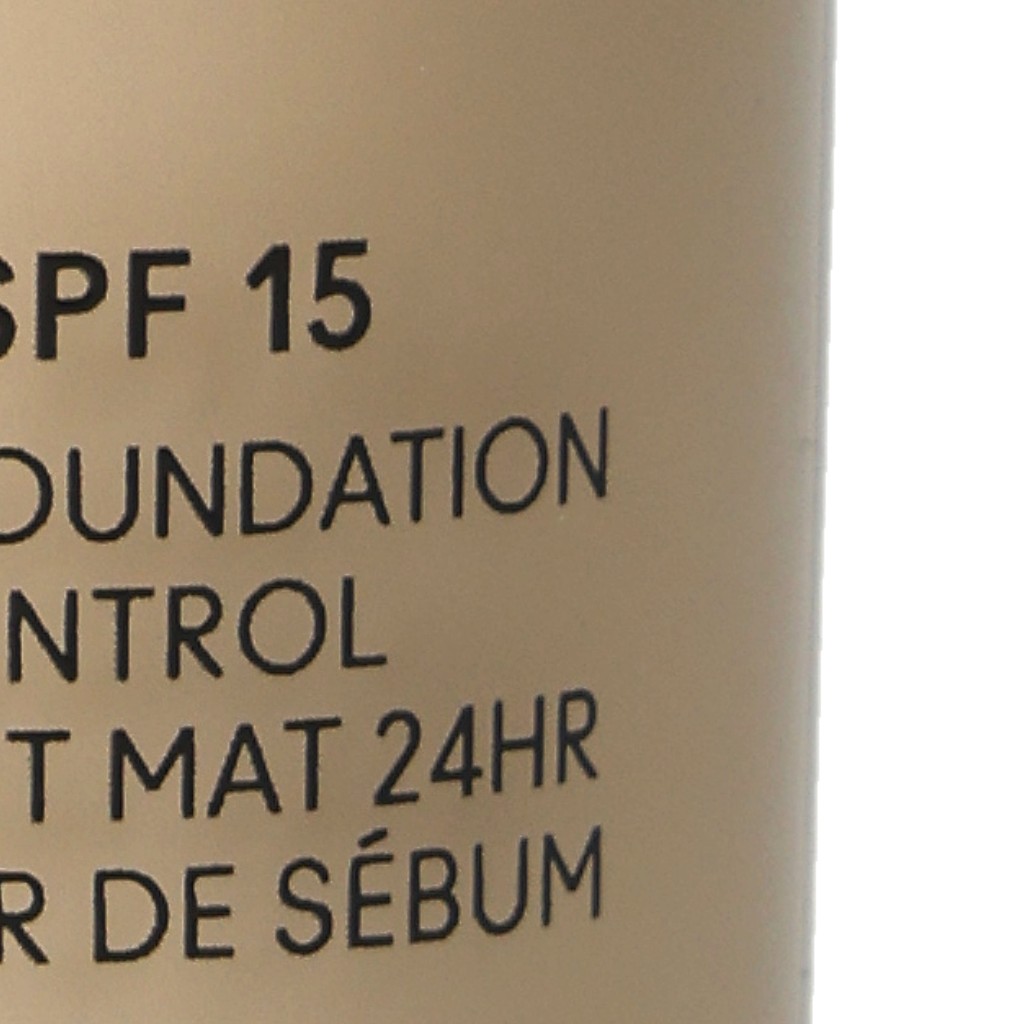 SPF 15
OUNDATION
NTROL
T MAT 24HR
R DE SÉBUM